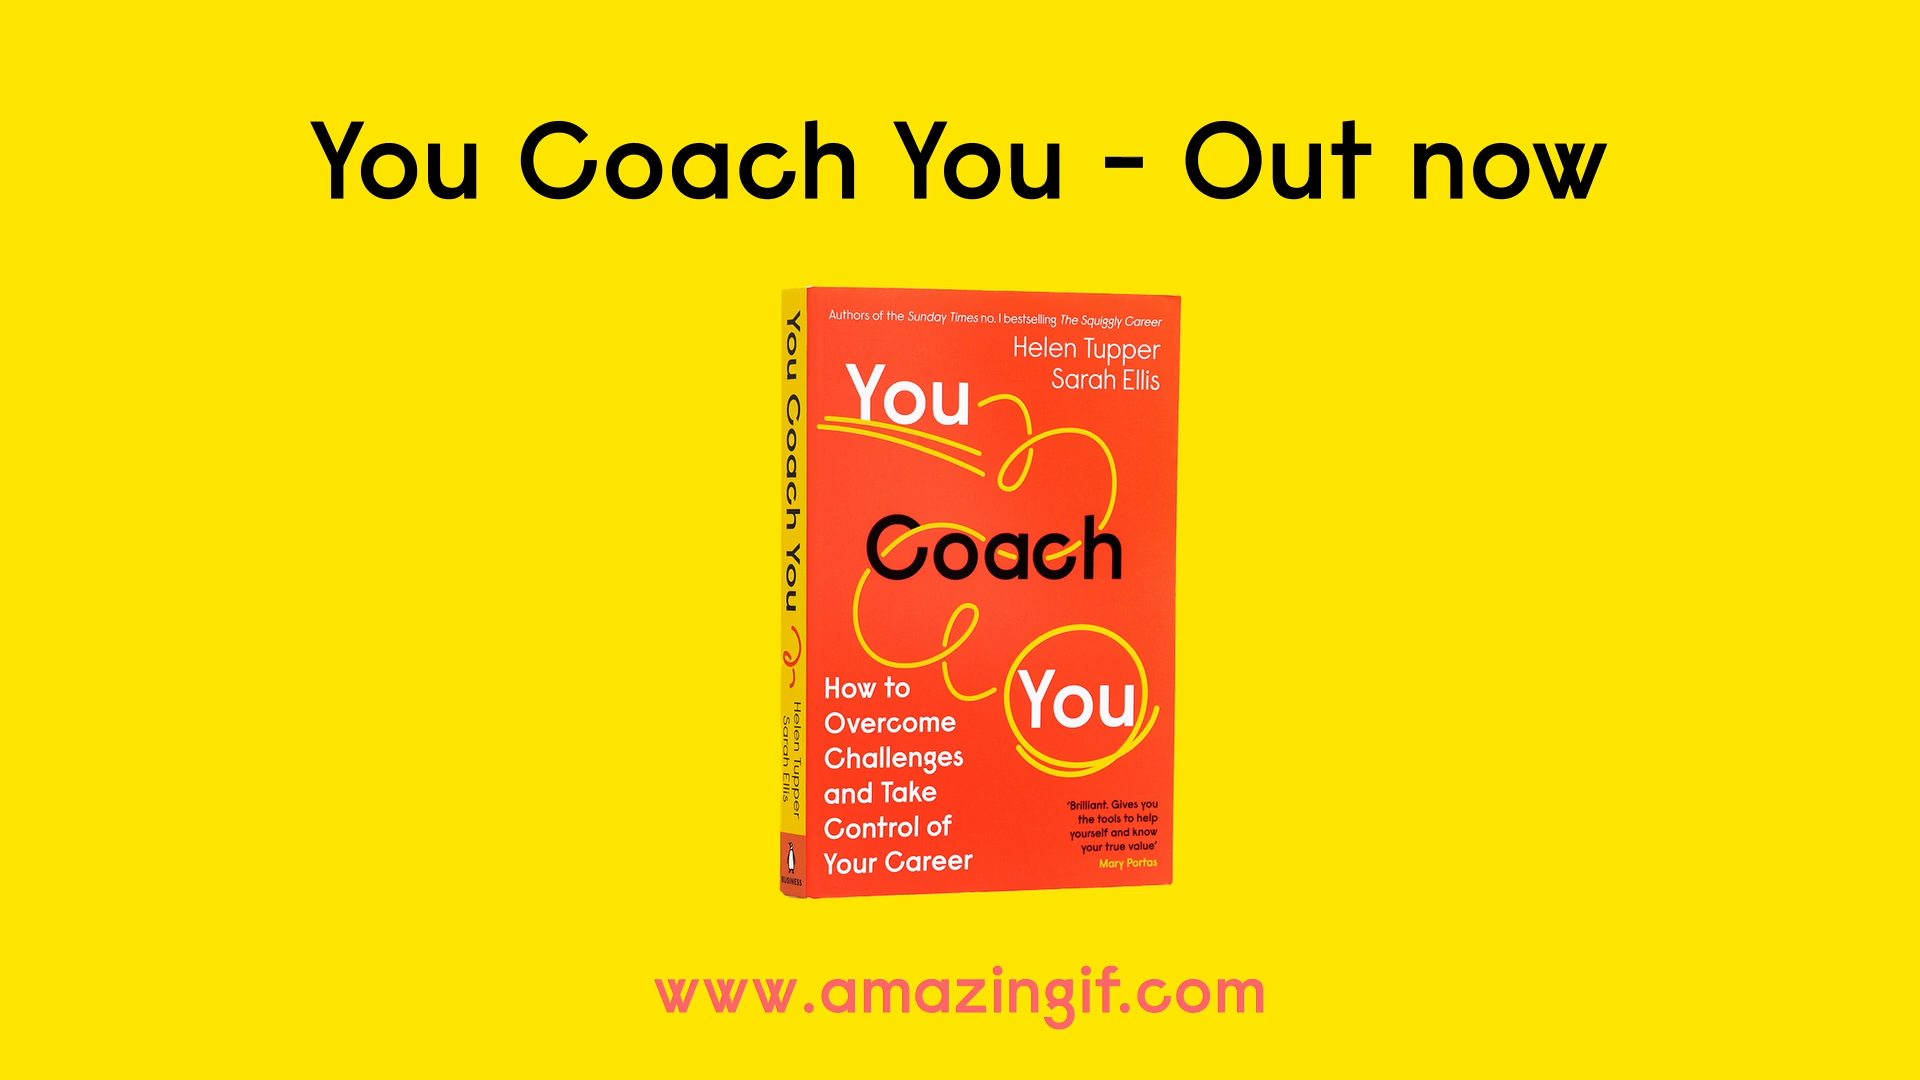 You Coach You - Out now
Authors of the Sunday Times no. 1 bestselling The Squiggly Career
Helen Tupper
Sarah Ellis
You
Coach
You
How to
Overcome
Challenges
and Take
Control of
Your Career
'Brilliant. Gives you
the tools to help
yourself and know
your true value'
Mary Portas
You Coach You
Helen Tupper
Sarah Ellis
BUSINESS
www.amazingif.com